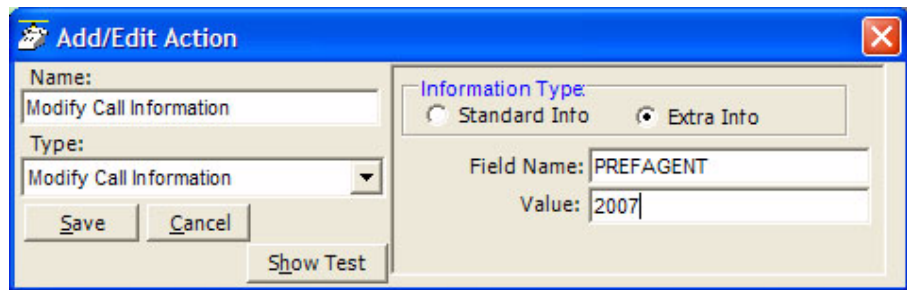 Add/Edit Action
Name:
Modify Call Information
Type:
Modify Call Information
Save Cancel
Show Test
Information Type:
Standard Info Extra Info
Field Name: PREFAGENT
Value: 2007